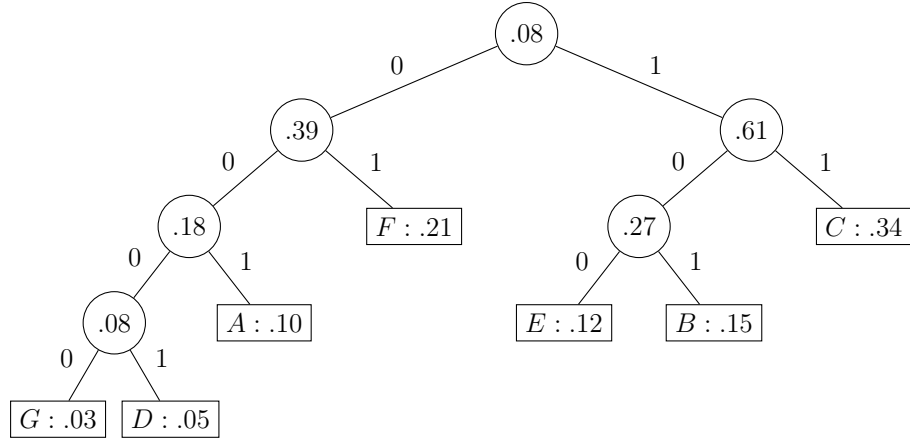 .08
0 1
.39 .61
0 1 0 1
.18 F : .21 .27 C : .34
0 1 0 1
.08 A : .10 E : .12 B : .15
0 1
G : .03 D : .05